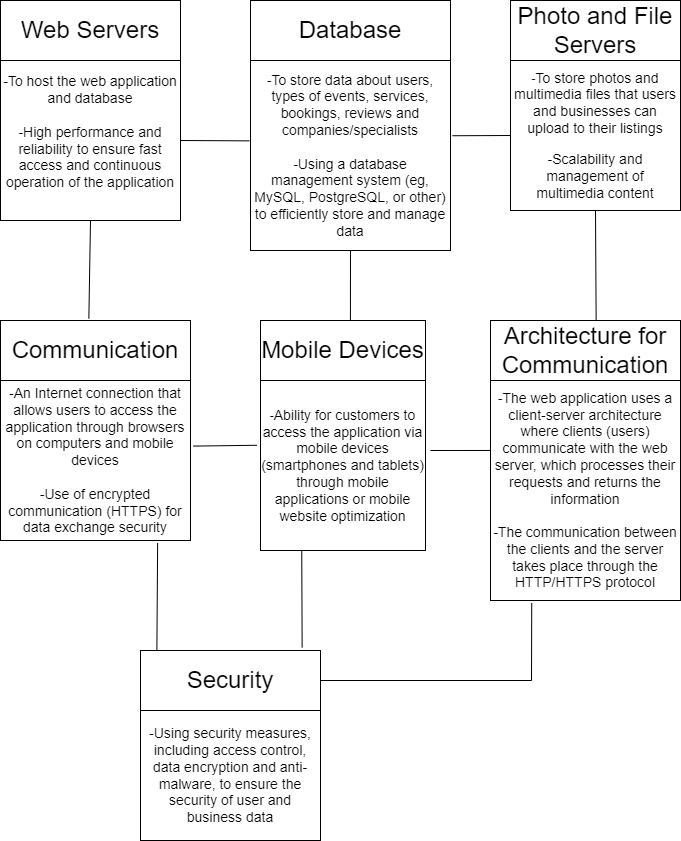 Web Servers
-To host the web application
and database
-High performance and
reliability to ensure fast
access and continuous
operation of the application
Database
-To store data about users,
types of events, services,
bookings, reviews and
companies/specialists
-Using a database
management system (eg,
MySQL, PostgreSQL, or other)
to efficiently store and manage
data
Photo and File
Servers
-To store photos and
multimedia files that users
and businesses can
upload to their listings
-Scalability and
management of
multimedia content
Communication
-An Internet connection that
allows users to access the
application through browsers
on computers and mobile
devices
-Use of encrypted
communication (HTTPS) for
data exchange security
Mobile Devices
-Ability for customers to
access the application via
mobile devices
(smartphones and tablets)
through mobile
applications or mobile
website optimization
Architecture for
Communication
-The web application uses a
client-server architecture
where clients (users)
communicate with the web
server, which processes their
requests and returns the
information
-The communication between
the clients and the server
takes place through the
HTTP/HTTPS protocol
Security
-Using security measures,
including access control,
data encryption and anti-
malware, to ensure the
security of user and
business data